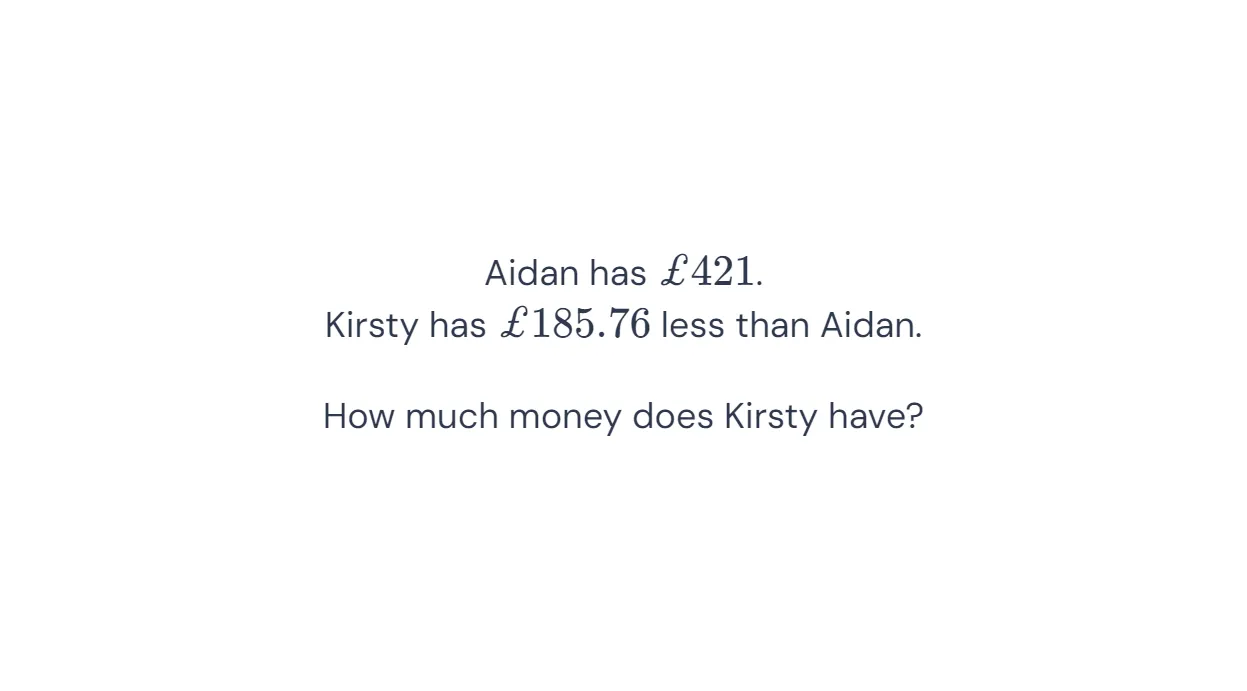 Aidan has £421.
Kirsty has £185.76 less than Aidan.
How much money does Kirsty have?